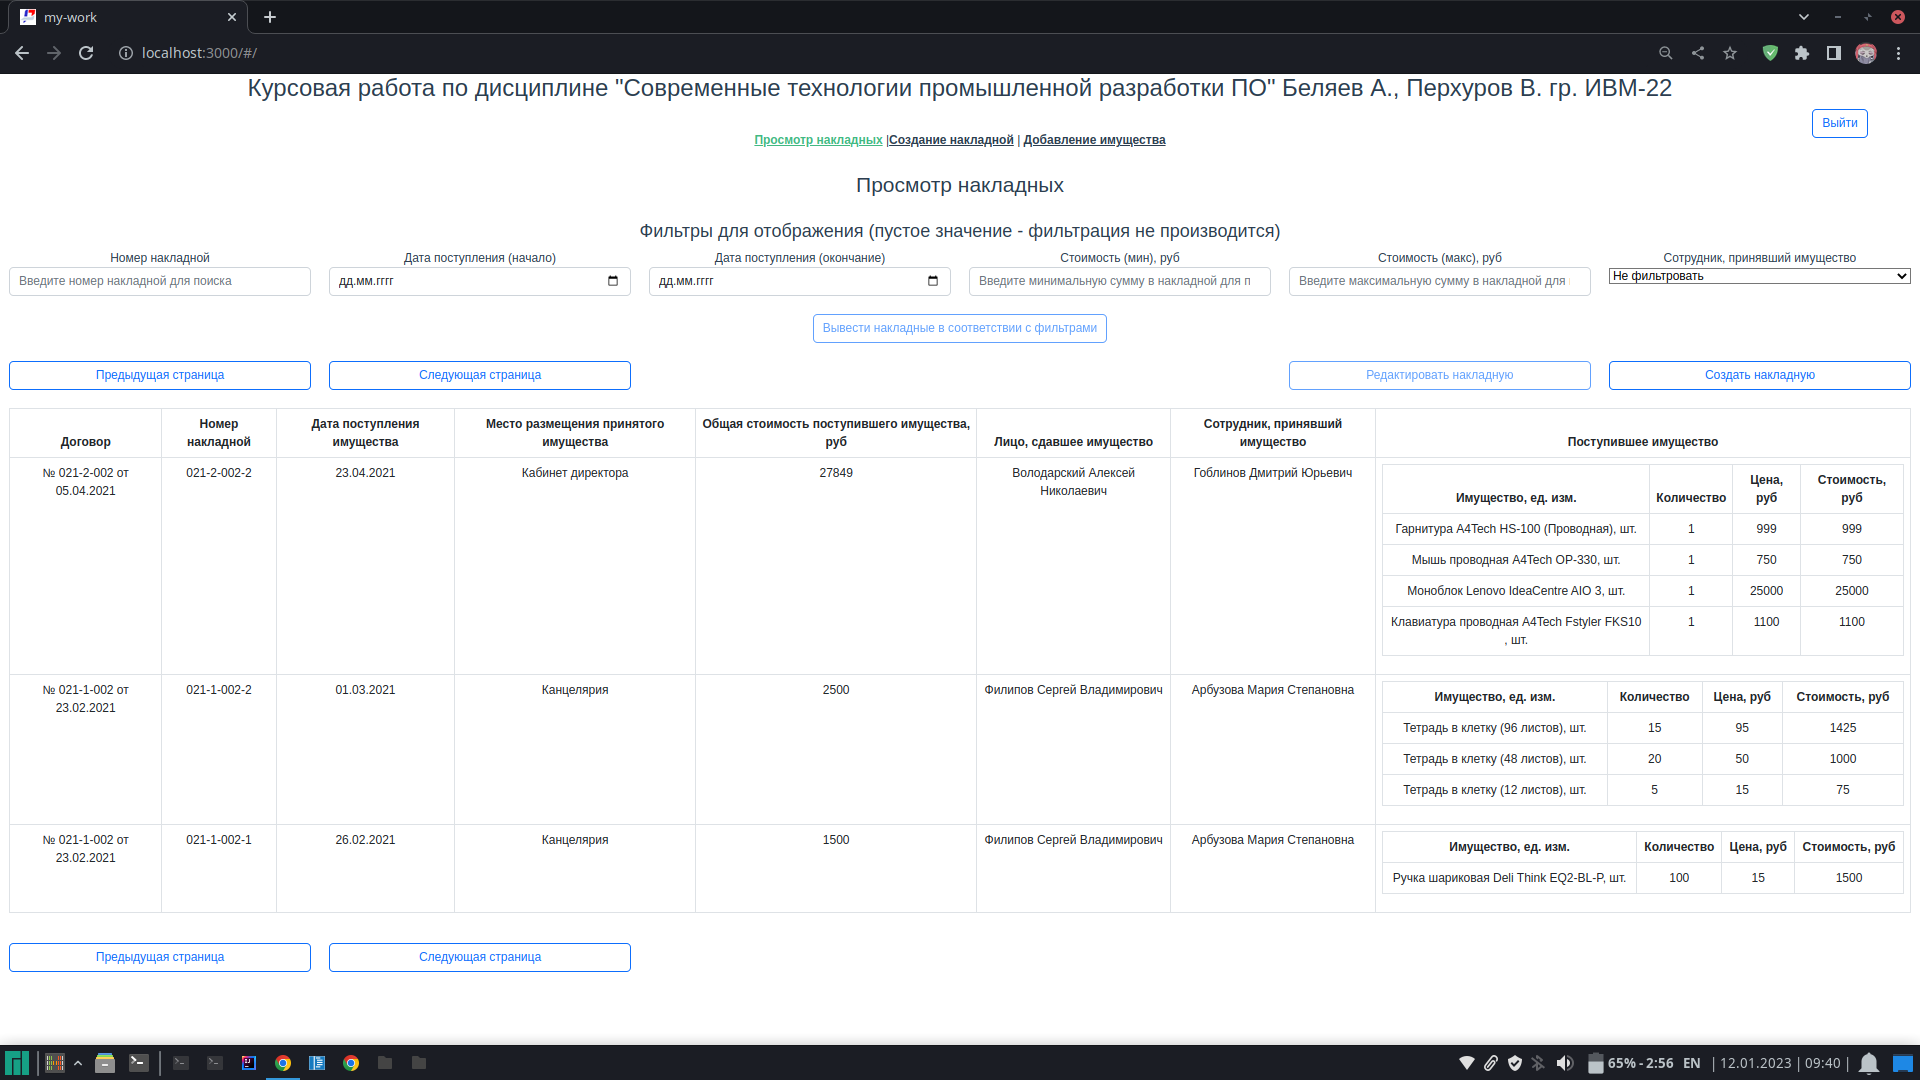 my-work
localhost:3000/#/
Курсовая работа по дисциплине "Современные технологии промышленной разработки ПО" Беляев А., Перхуров В. гр. ИВМ-22
Выйти
Просмотр накладных |Создание накладной | Добавление имущества
Просмотр накладных
Фильтры для отображения (пустое значение - фильтрация не производится)
Номер накладной Дата поступления (начало) Дата поступления (окончание) Стоимость (мин), руб Стоимость (макс), руб Сотрудник, принявший имущество
Введите номер накладной для поиска дд.мм.гггг дд.мм.гггг Введите минимальную сумму в накладной для п Введите максимальную сумму в накладной для Не фильтровать
Вывести накладные в соответствии с фильтрами
Предыдущая страница Следующая страница Редактировать накладную Создать накладную
Договор Номер накладной Дата поступления имущества Место размещения принятого имущества Общая стоимость поступившего имущества, руб Лицо, сдавшее имущество Сотрудник, принявший имущество Поступившее имущество
№ 021-2-002 от 05.04.2021 021-2-002-2 23.04.2021 Кабинет директора 27849 Володарский Алексей Николаевич Гоблинов Дмитрий Юрьевич
Имущество, ед. изм. Количество Цена, руб Стоимость, руб
Гарнитура A4Tech HS-100 (Проводная), шт. 1 999 999
Мышь проводная A4Tech OP-330, шт. 1 750 750
Моноблок Lenovo IdeaCentre AIO 3, шт. 1 25000 25000
Клавиатура проводная A4Tech Fstyler FKS10 , шт. 1 1100 1100
№ 021-1-002 от 23.02.2021 021-1-002-2 01.03.2021 Канцелярия 2500 Филипов Сергей Владимирович Арбузова Мария Степановна
Имущество, ед. изм. Количество Цена, руб Стоимость, руб
Тетрадь в клетку (96 листов), шт. 15 95 1425
Тетрадь в клетку (48 листов), шт. 20 50 1000
Тетрадь в клетку (12 листов), шт. 5 15 75
№ 021-1-002 от 23.02.2021 021-1-002-1 26.02.2021 Канцелярия 1500 Филипов Сергей Владимирович Арбузова Мария Степановна
Имущество, ед. изм. Количество Цена, руб Стоимость, руб
Ручка шариковая Deli Think EQ2-BL-P, шт. 100 15 1500
Предыдущая страница Следующая страница
65% - 2:56 EN | 12.01.2023 | 09:40 |